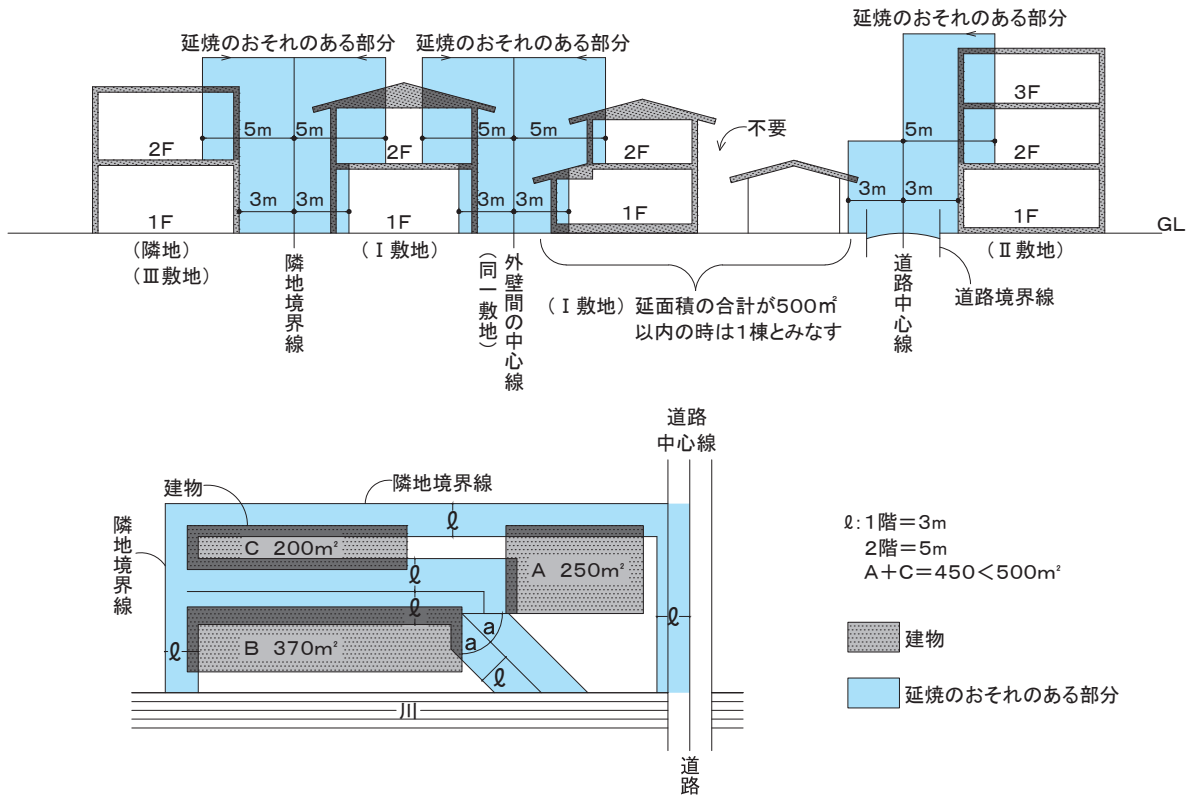 延焼のおそれのある部分
延焼のおそれのある部分
延焼のおそれのある部分
5m 5m
5m 5m
5m
2F
2F
2F
3F
2F
不要
3m 3m
3m 3m
3m 3m
1F
1F
1F
1F
GL
(隣地)
(Ⅲ敷地)
隣地境界線
(Ⅰ敷地)
外壁間の中心線
(同一敷地)
(Ⅰ敷地) 延面積の合計が500㎡
以内の時は1棟とみなす
道路中心線
道路境界線
(Ⅱ敷地)
道路
中心線
建物
隣地境界線
隣地境界線
ℓ
C 200m²
A 250m²
ℓ
ℓ
ℓ
a
a
ℓ
B 370m²
ℓ
川
道路
ℓ:1階=3m
2階=5m
A+C=450<500m²
建物
延焼のおそれのある部分